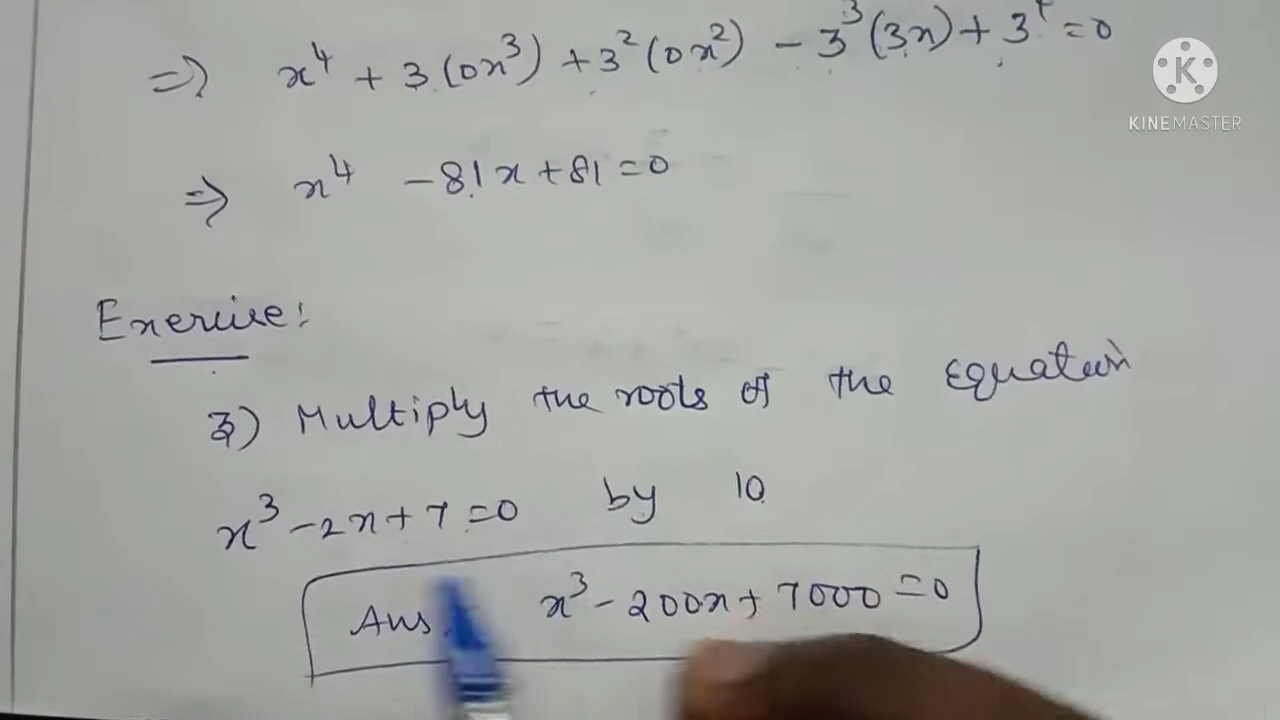 => x⁴ + 3 (0x³) + 3² (0x²) - 3³ (3x) + 3⁴ = 0
K
KINEMASTER
=> x⁴ - 81x + 81 = 0
Exercise:
3) Multiply the roots of the equation
x³ - 2x + 7 = 0 by 10
Ans. x³ - 200x + 7000 = 0